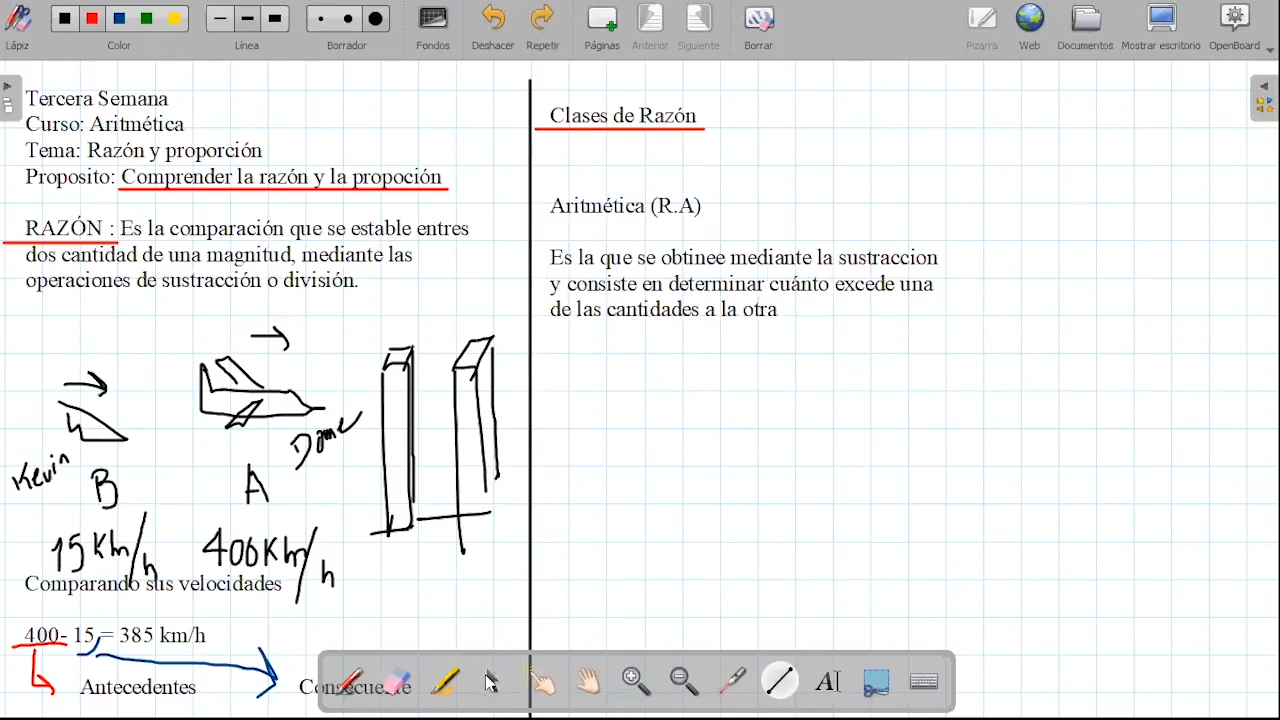 Lápiz
Color
Línea
Borrador
Fondos
Deshacer
Repetir
Páginas
Anterior
Siguiente
Borrar
Pizarra
Web
Documentos
Mostrar escritorio
OpenBoard
Tercera Semana
Curso: Aritmética
Tema: Razón y proporción
Proposito: Comprender la razón y la propoción
RAZÓN : Es la comparación que se estable entres
dos cantidad de una magnitud, mediante las
operaciones de sustracción o división.
Kevin
B
15 Km/h
A
400 Km/h
Comparando sus velocidades
400- 15 = 385 km/h
Antecedentes
Consecuente
Clases de Razón
Aritmética (R.A)
Es la que se obtinee mediante la sustraccion
y consiste en determinar cuánto excede una
de las cantidades a la otra